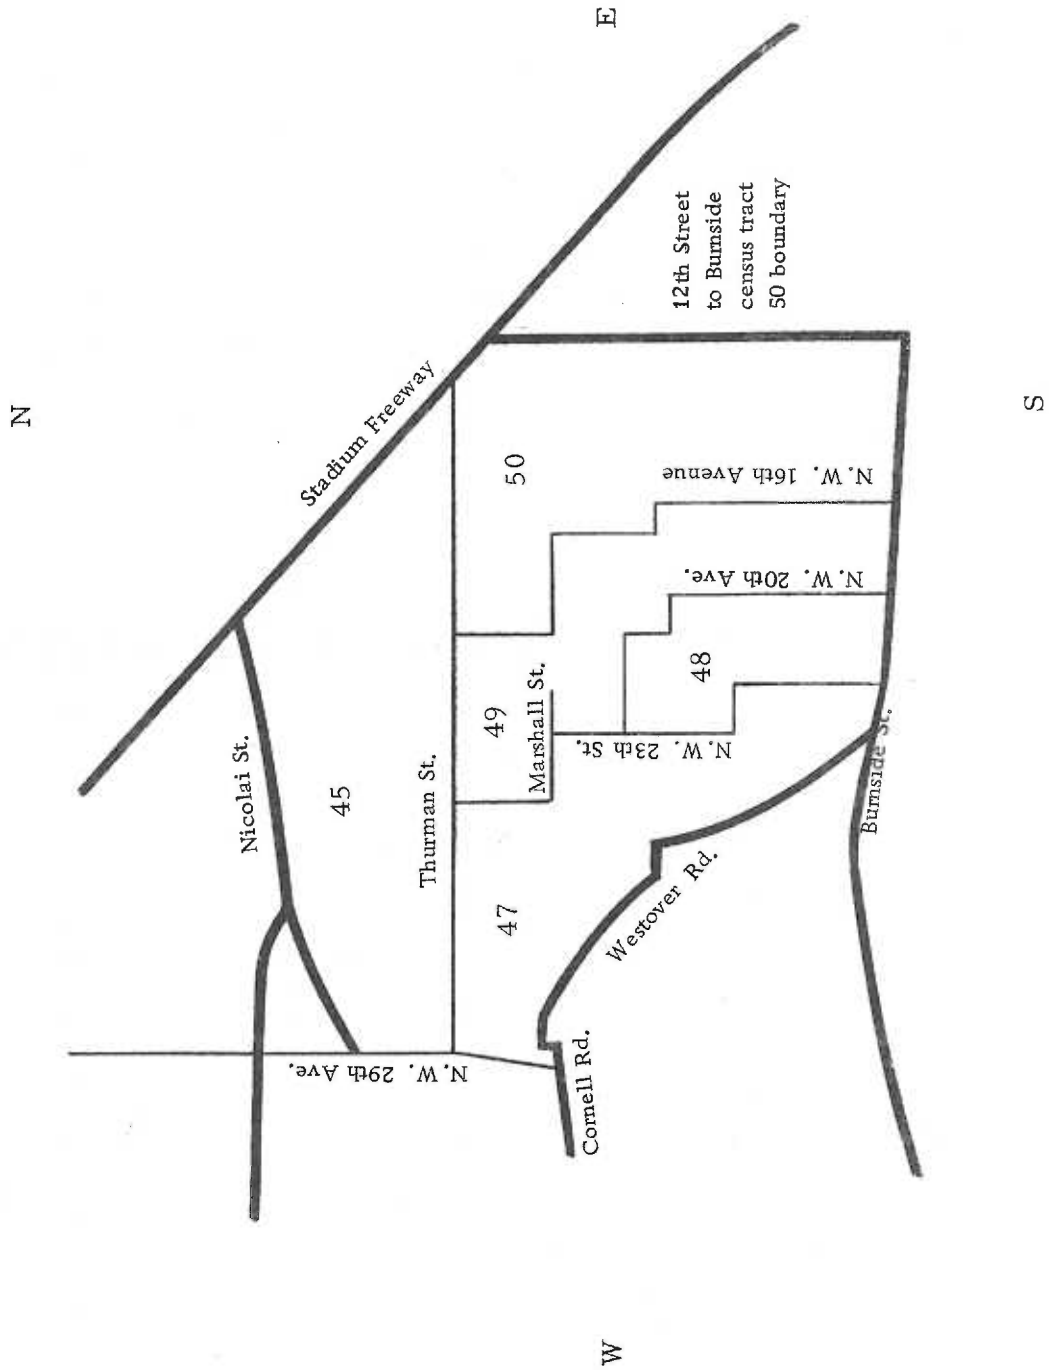 N
E
Stadium Freeway
12th Street
to Burnside
census tract
50 boundary
Nicolai St.
45
Thurman St.
50
N.W. 16th Avenue
N.W. 20th Ave.
49
Marshall St.
48
N.W. 23th St.
47
N.W. 29th Ave.
Westover Rd.
Cornell Rd.
Burnside St.
W
S